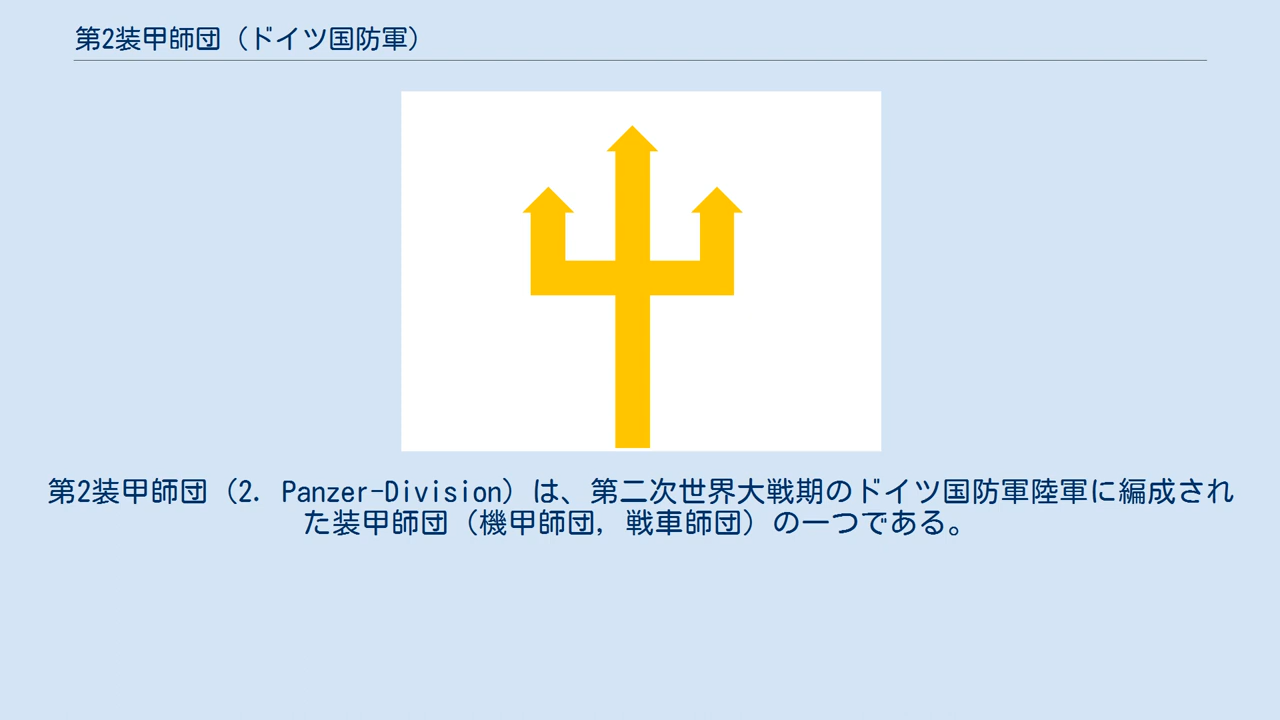 第2装甲師団（ドイツ国防軍）
第2装甲師団（2. Panzer-Division）は、第二次世界大戦期のドイツ国防軍陸軍に編成され
た装甲師団（機甲師団，戦車師団）の一つである。